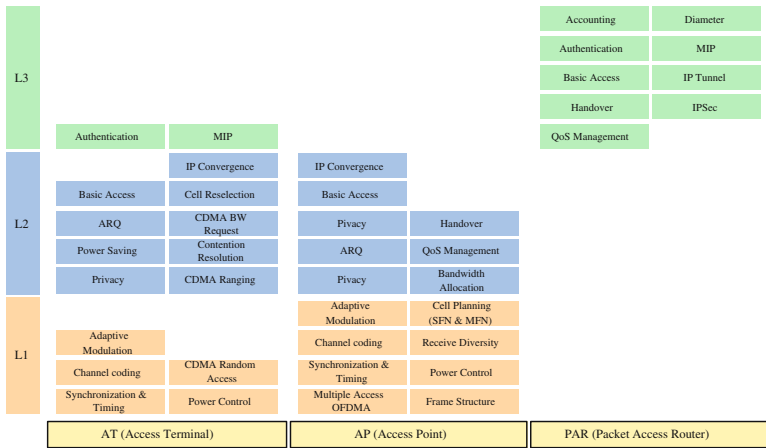 Accounting
Diameter
Authentication
MIP
L3
Basic Access
IP Tunnel
Handover
IPSec
Authentication
MIP
QoS Management
IP Convergence
IP Convergence
Basic Access
Cell Reselection
Basic Access
L2
ARQ
CDMA BW
Request
Pivacy
Handover
Power Saving
Contention
Resolution
ARQ
QoS Management
Privacy
CDMA Ranging
Pivacy
Bandwidth
Allocation
Adaptive
Modulation
Cell Planning
(SFN & MFN)
L1
Adaptive
Modulation
Channel coding
Receive Diversity
Channel coding
CDMA Random
Access
Synchronization &
Timing
Power Control
Synchronization &
Timing
Power Control
Multiple Access
OFDMA
Frame Structure
AT (Access Terminal)
AP (Access Point)
PAR (Packet Access Router)